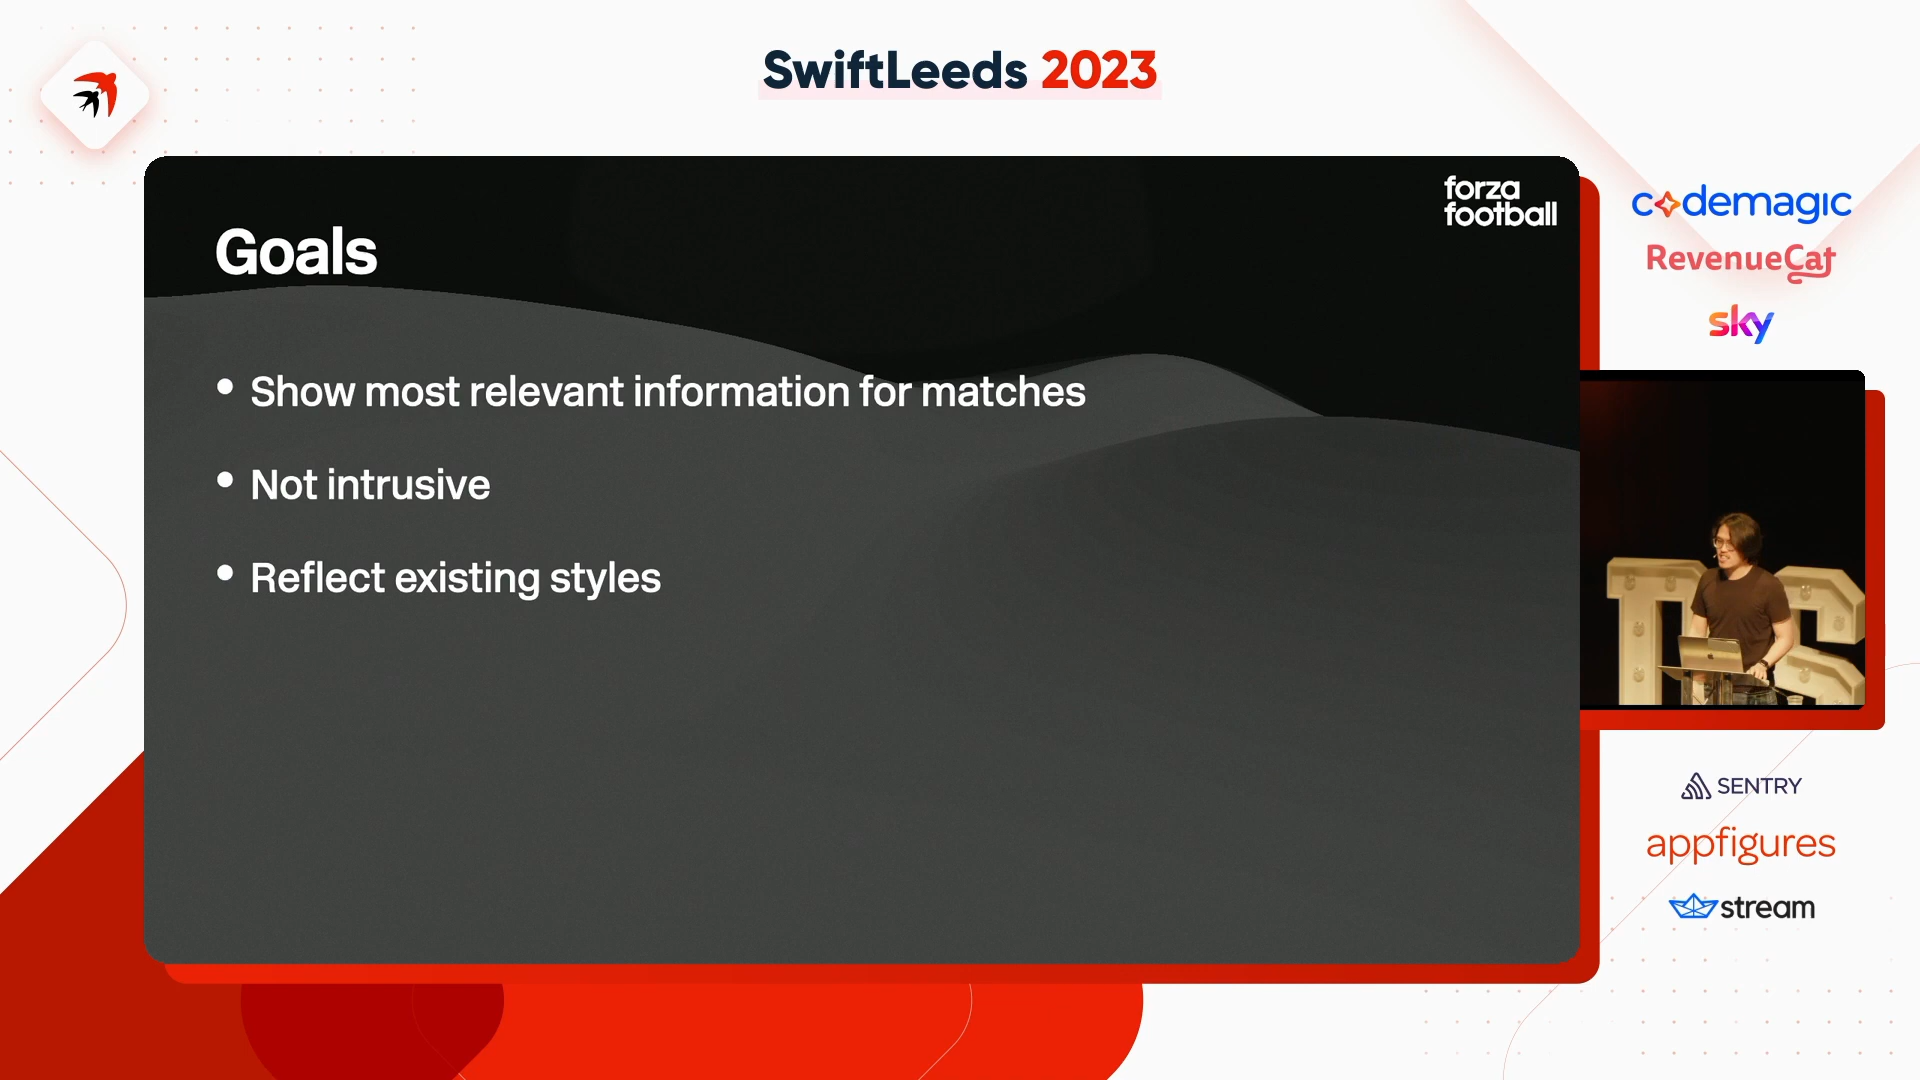 SwiftLeeds 2023
forza
football
Goals
• Show most relevant information for matches
• Not intrusive
• Reflect existing styles
codemagic
RevenueCat
sky
SENTRY
appfigures
stream